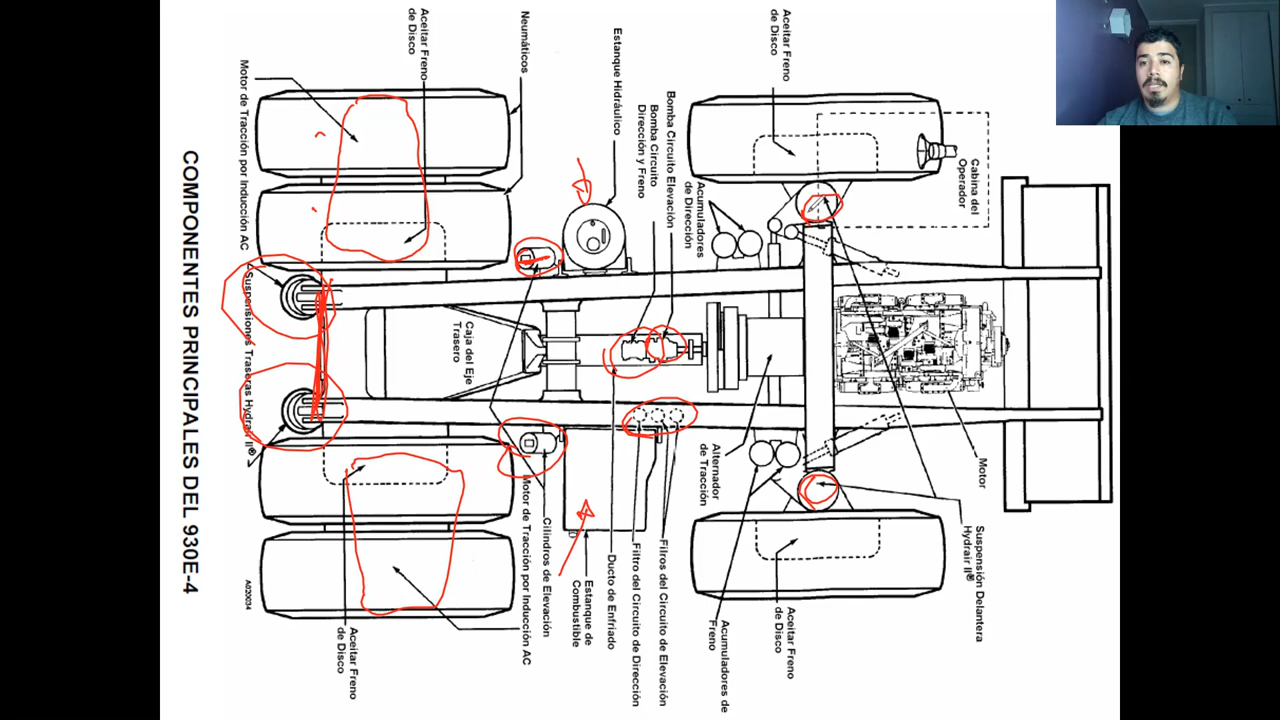 Aceitar Freno
de Disco
Neumáticos
Estanque Hidráulico
Bomba Circuito Elevación
Bomba Circuito
Dirección y Freno
Aceitar Freno
de Disco
Cabina del
Operador
Motor de Tracción por Inducción AC
Acumuladores
de Dirección
Suspensiones Traseras Hydrair II®
Caja del Eje
Trasero
Motor
Alternador
de Tracción
Suspensión Delantera
Hydrair II®
Motor de Tracción por Inducción AC
Cilindros de Elevación
Estanque de
Combustible
Ducto de Enfriado
Filtro del Circuito de Dirección
Filros del Circuito de Elevación
Acumuladores de
Freno
Aceitar Freno
de Disco
Aceitar Freno
de Disco
A020034
COMPONENTES PRINCIPALES DEL 930E-4